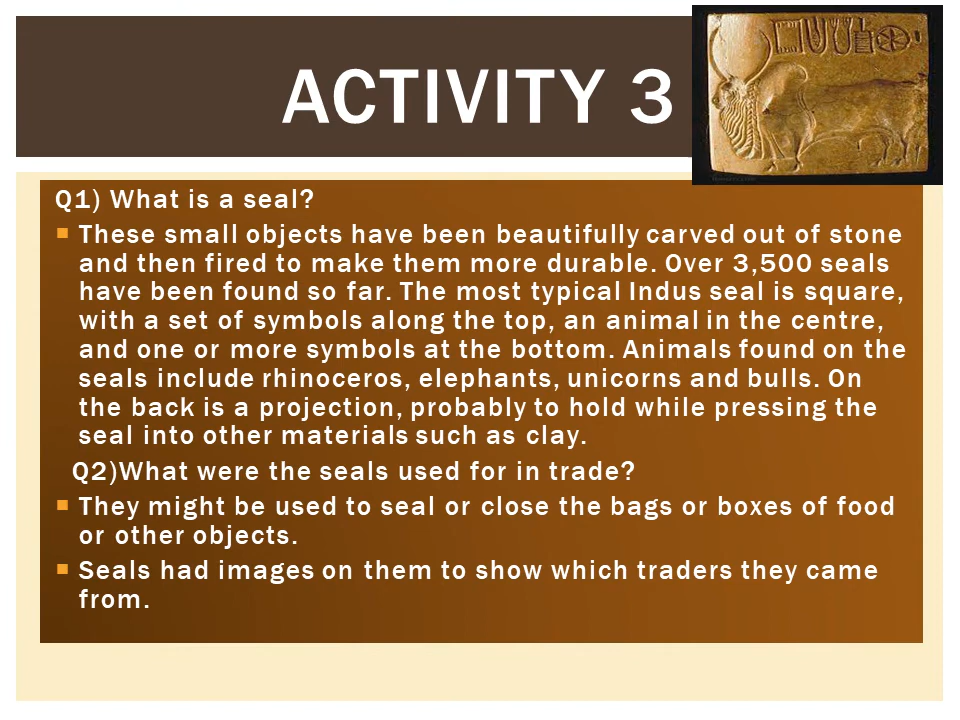 ACTIVITY 3
Q1) What is a seal?
These small objects have been beautifully carved out of stone
and then fired to make them more durable. Over 3,500 seals
have been found so far. The most typical Indus seal is square,
with a set of symbols along the top, an animal in the centre,
and one or more symbols at the bottom. Animals found on the
seals include rhinoceros, elephants, unicorns and bulls. On
the back is a projection, probably to hold while pressing the
seal into other materials such as clay.
Q2)What were the seals used for in trade?
They might be used to seal or close the bags or boxes of food
or other objects.
Seals had images on them to show which traders they came
from.